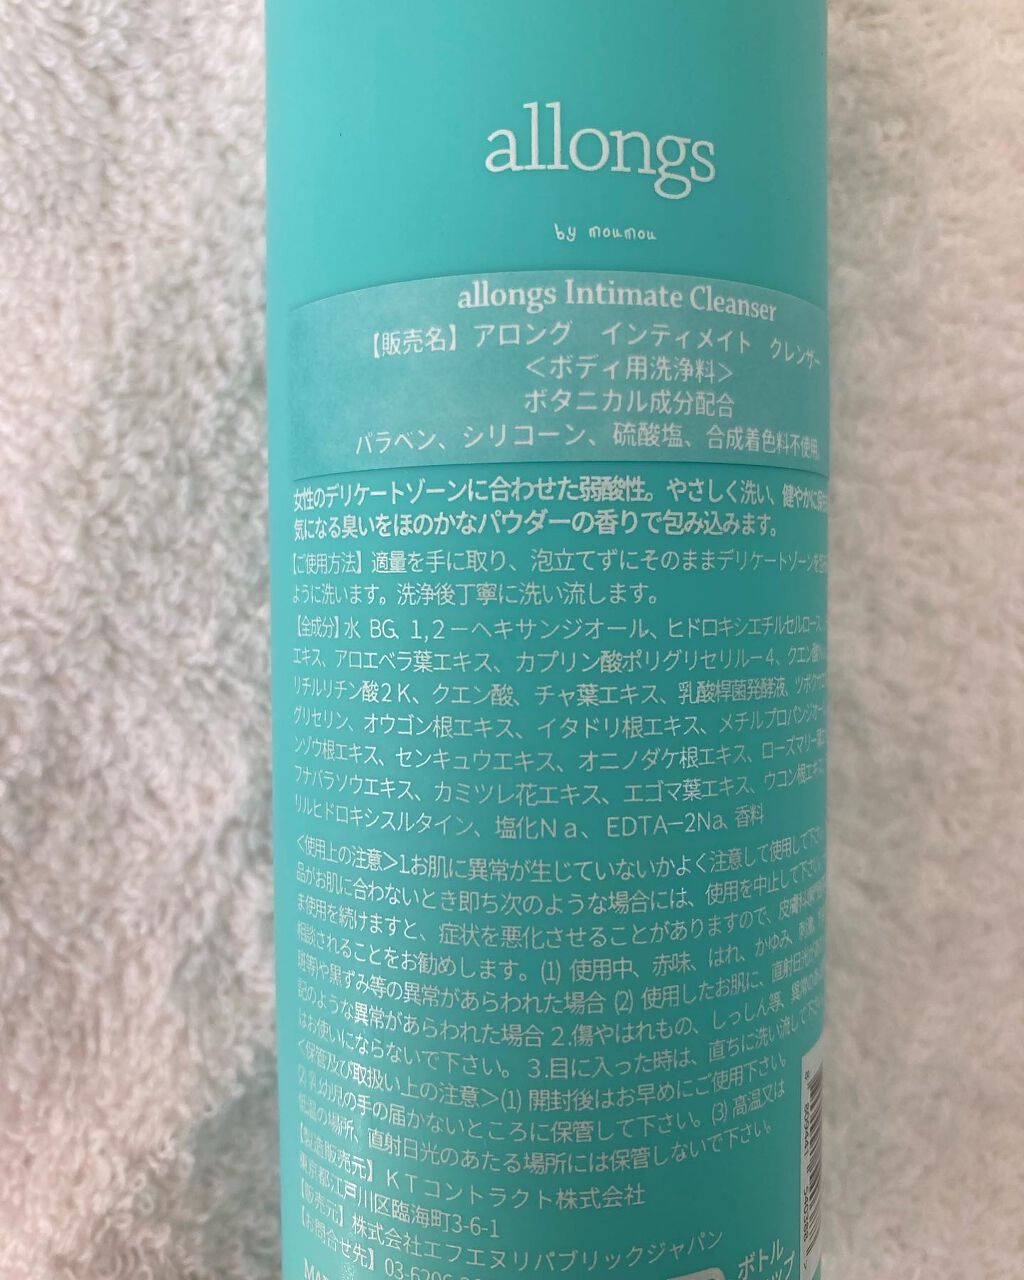 allongs
by moumou
allongs Intimate Cleanser
【販売名】アロング インティメイト クレンザー
＜ボディ用洗浄料＞
ボタニカル成分配合
パラベン、シリコーン、硫酸塩、合成着色料不使用
女性のデリケートゾーンに合わせた弱酸性。やさしく洗い、健やかに
気になる臭いをほのかなパウダーの香りで包み込みます。
【ご使用方法】適量を手に取り、泡立てずにそのままデリケートゾーンを
ように洗います。洗浄後丁寧に洗い流します。
【全成分】水、BG、1,2－ヘキサンジオール、ヒドロキシエチルセルロース、
エキス、アロエベラ葉エキス、カプリン酸ポリグリセリル－4、クエン酸
リチルリチン酸2K、クエン酸、チャ葉エキス、乳酸桿菌発酵液、ツボクサ
グリセリン、オウゴン根エキス、イタドリ根エキス、メチルプロパンジオー
ンゾウ根エキス、センキュウエキス、オニノダケ根エキス、ローズマリー葉
フナバラソウエキス、カミツレ花エキス、エゴマ葉エキス、ウコン根エキ
リルヒドロキシスルタイン、塩化Na、EDTA－2Na、香料
＜使用上の注意＞1.お肌に異常が生じていないかよく注意して使用して下さ
品がお肌に合わないとき即ち次のような場合には、使用を中止して下さい
ま使用を続けますと、症状を悪化させることがありますので、皮膚科専門
相談されることをお勧めします。(1) 使用中、赤味、はれ、かゆみ、刺激、
斑等)や黒ずみ等の異常があらわれた場合 (2) 使用したお肌に、直射日光が
記のような異常があらわれた場合 2.傷やはれもの、しっしん等、異常の
はお使いにならないで下さい。 3.目に入った時は、直ちに洗い流して下さ
＜保管及び取扱い上の注意＞(1) 開封後はお早めにご使用下さい。
(2) 乳幼児の手の届かないところに保管して下さい。(3) 高温又は
低温の場所、直射日光のあたる場所には保管しないで下さい。
【製造販売元】KTコントラクト株式会社
東京都江戸川区臨海町3-6-1
【販売元】株式会社エフエヌリパブリックジャパン
【お問合せ先】03-6206-
ボトル